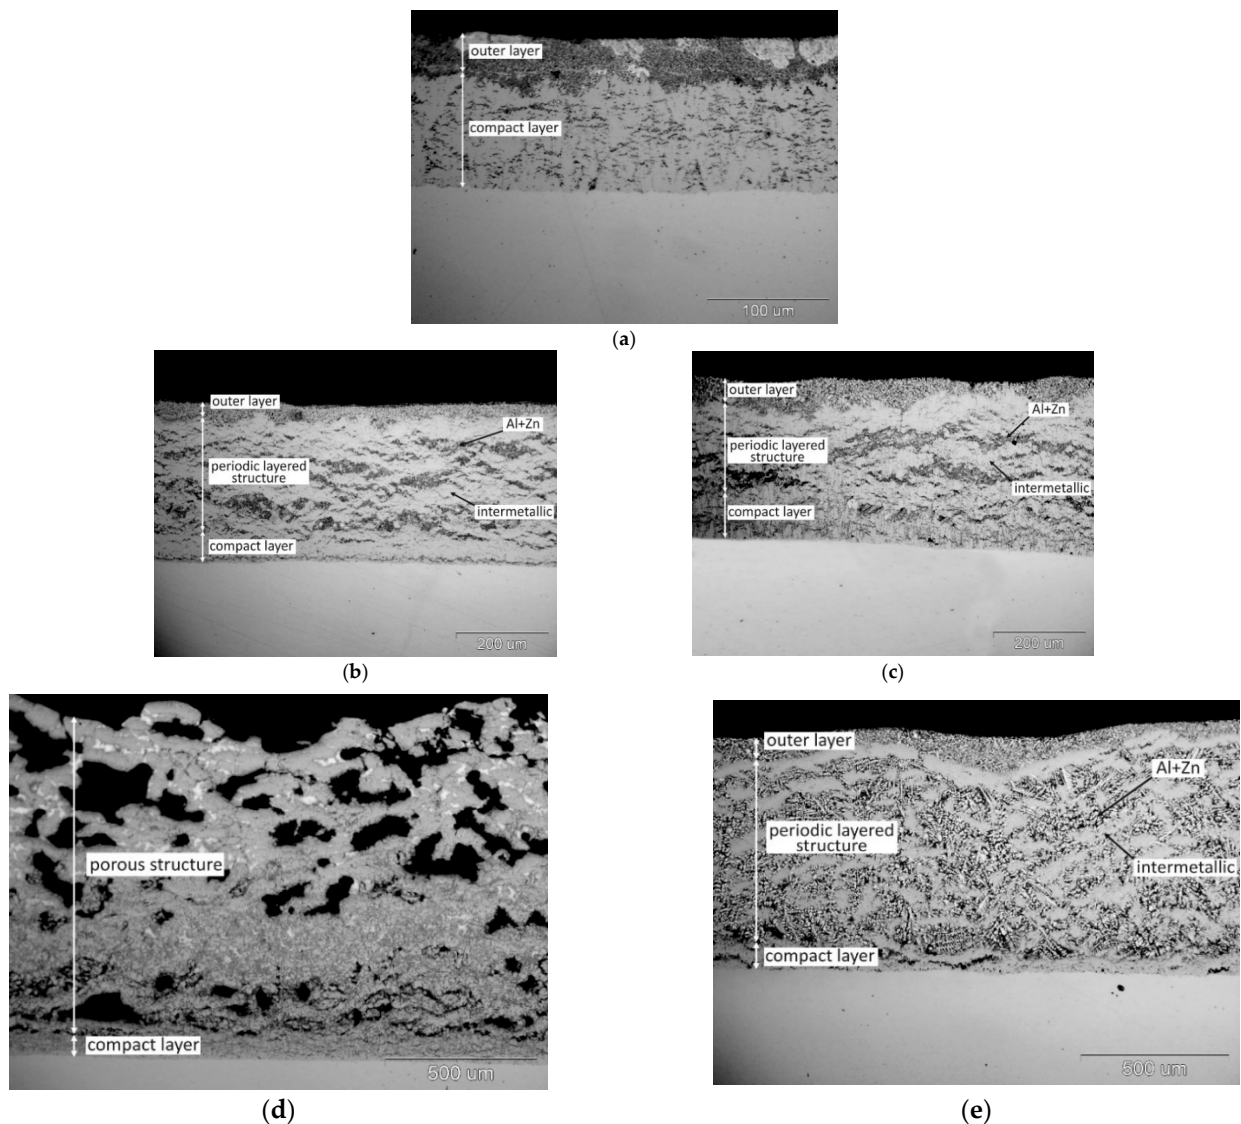 outer layer
compact layer
100 um
(a)
outer layer
Al+Zn
periodic layered
structure
intermetallic
compact layer
200 um
(b)
outer layer
Al+Zn
periodic layered
structure
intermetallic
compact layer
200 um
(c)
porous structure
compact layer
500 um
(d)
outer layer
Al+Zn
periodic layered
structure
intermetallic
compact layer
500 um
(e)